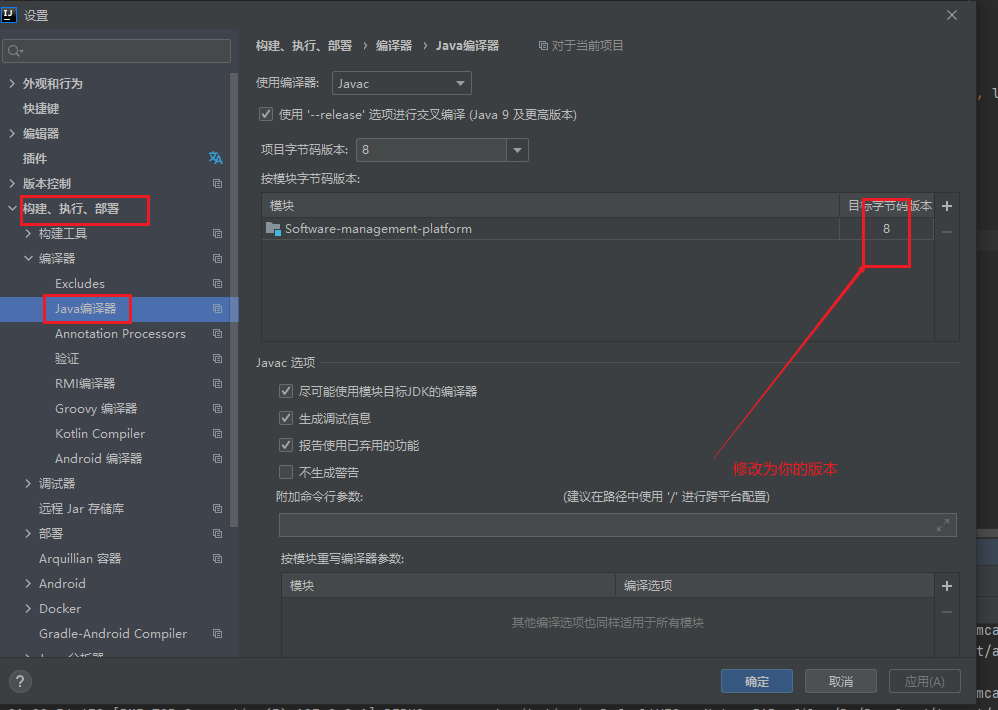 设置
构建、执行、部署 › 编译器 › Java编译器 对于当前项目
外观和行为
快捷键
编辑器
插件
版本控制
构建、执行、部署
构建工具
编译器
Excludes
Java编译器
Annotation Processors
验证
RMI编译器
Groovy 编译器
Kotlin Compiler
Android 编译器
调试器
远程 Jar 存储库
部署
Arquillian 容器
Android
Docker
Gradle-Android Compiler
使用编译器: Javac
使用 '--release' 选项进行交叉编译 (Java 9 及更高版本)
项目字节码版本: 8
按模块字节码版本:
模块 目标字节码版本
Software-management-platform 8
Javac 选项
尽可能使用模块目标JDK的编译器
生成调试信息
报告使用已弃用的功能
不生成警告
修改为你的版本
附加命令行参数: (建议在路径中使用 '/' 进行跨平台配置)
按模块重写编译器参数:
模块 编译选项
其他编译选项也同样适用于所有模块
? 确定 取消 应用(A)